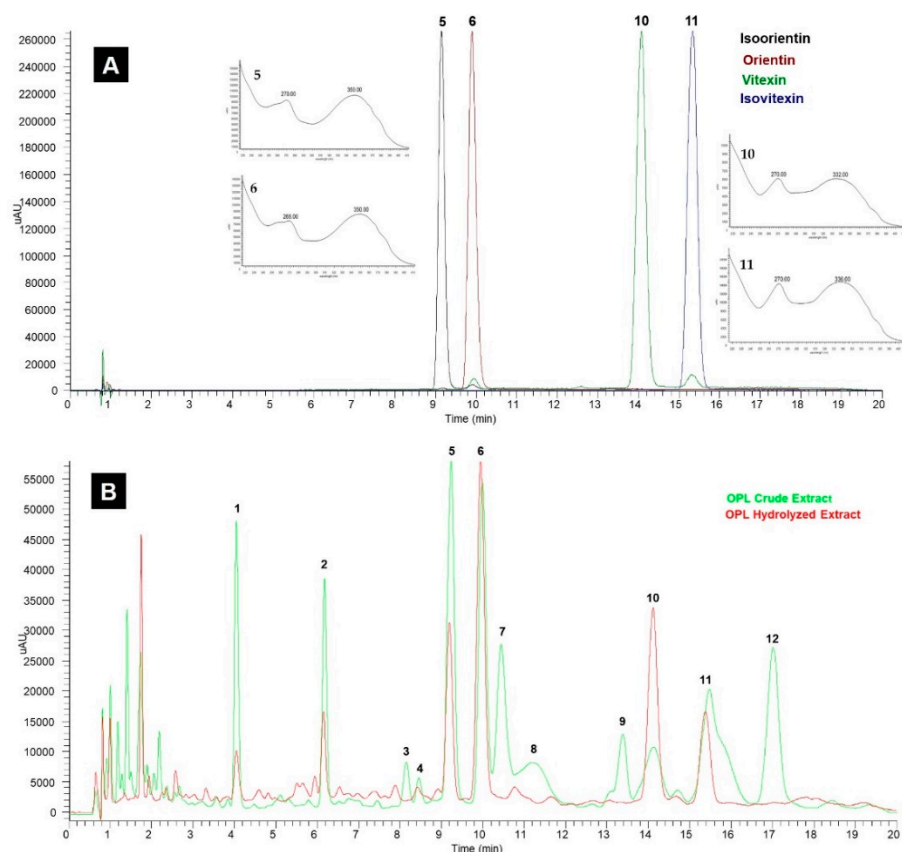 A
5 6 10 11
Isoorientin
Orientin
Vitexin
Isovitexin
260000
240000
220000
200000
180000
160000
140000
120000
100000
80000
60000
40000
20000
0
uAU
5
270.00 350.00
6
350.00
10
270.00 332.00
11
270.00
0 1 2 3 4 5 6 7 8 9 10 11 12 13 14 15 16 17 18 19 20
Time (min)
B
OPL Crude Extract
OPL Hydrolyzed Extract
55000
50000
45000
40000
35000
30000
25000
20000
15000
10000
5000
0
uAU
1 2 3 4 5 6 7 8 9 10 11 12
0 1 2 3 4 5 6 7 8 9 10 11 12 13 14 15 16 17 18 19 20
Time (min)